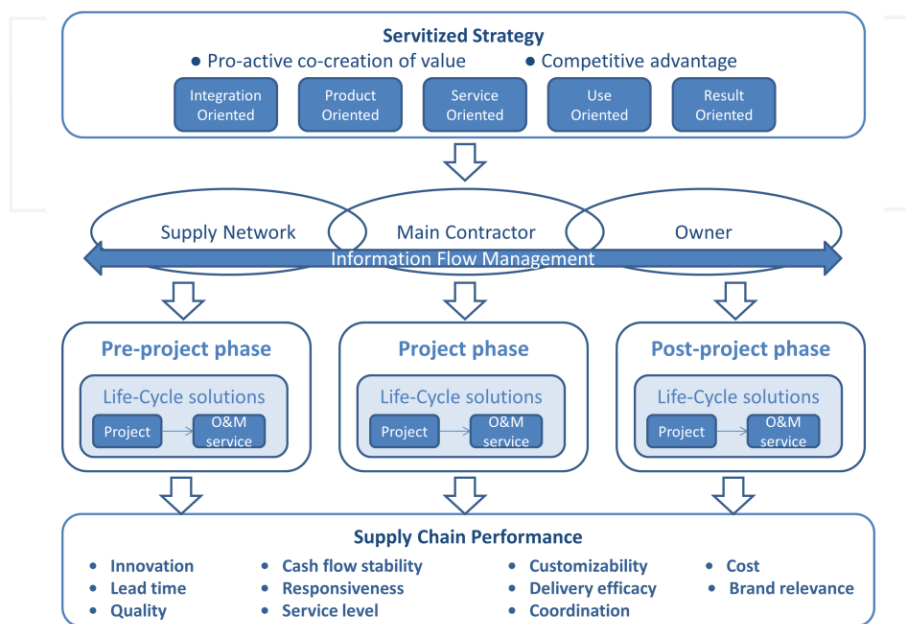 Servitized Strategy
● Pro-active co-creation of value ● Competitive advantage
Integration Oriented
Product Oriented
Service Oriented
Use Oriented
Result Oriented
Supply Network
Main Contractor
Owner
Information Flow Management
Pre-project phase
Life-Cycle solutions
Project
O&M service
Project phase
Life-Cycle solutions
Project
O&M service
Post-project phase
Life-Cycle solutions
Project
O&M service
Supply Chain Performance
• Innovation
• Lead time
• Quality
• Cash flow stability
• Responsiveness
• Service level
• Customizability
• Delivery efficacy
• Coordination
• Cost
• Brand relevance